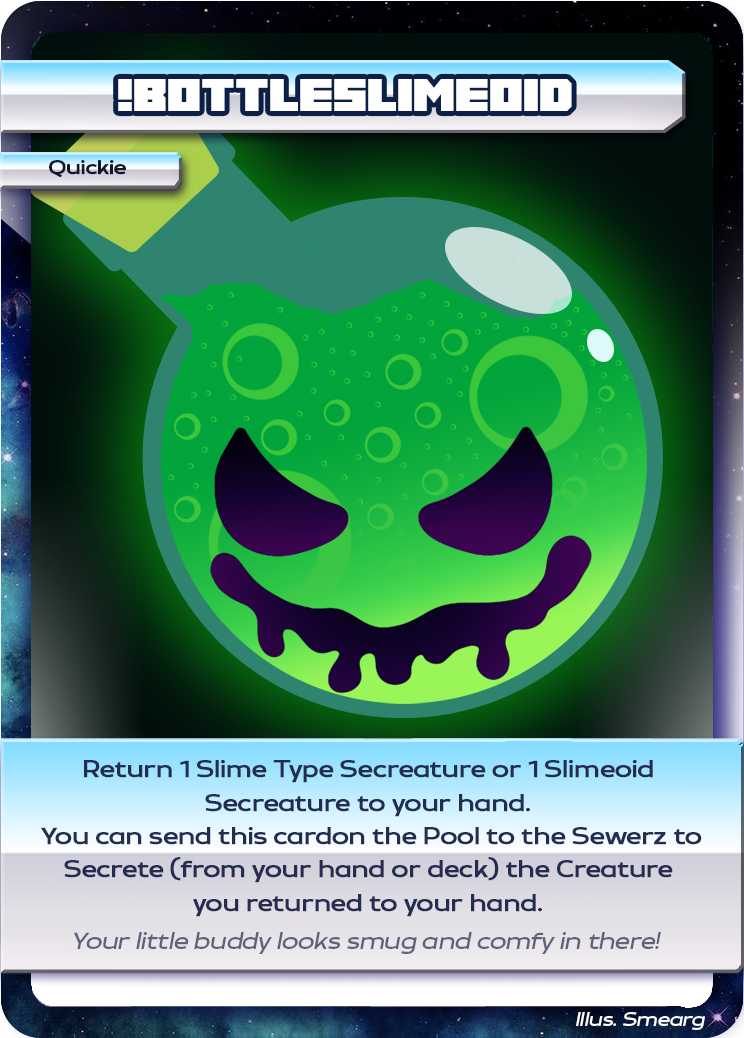 !BOTTLESLIMEOID
Quickie
Return 1 Slime Type Secreature or 1 Slimeoid
Secreature to your hand.
You can send this cardon the Pool to the Sewerz to
Secrete (from your hand or deck) the Creature
you returned to your hand.
Your little buddy looks smug and comfy in there!
Illus. Smearg